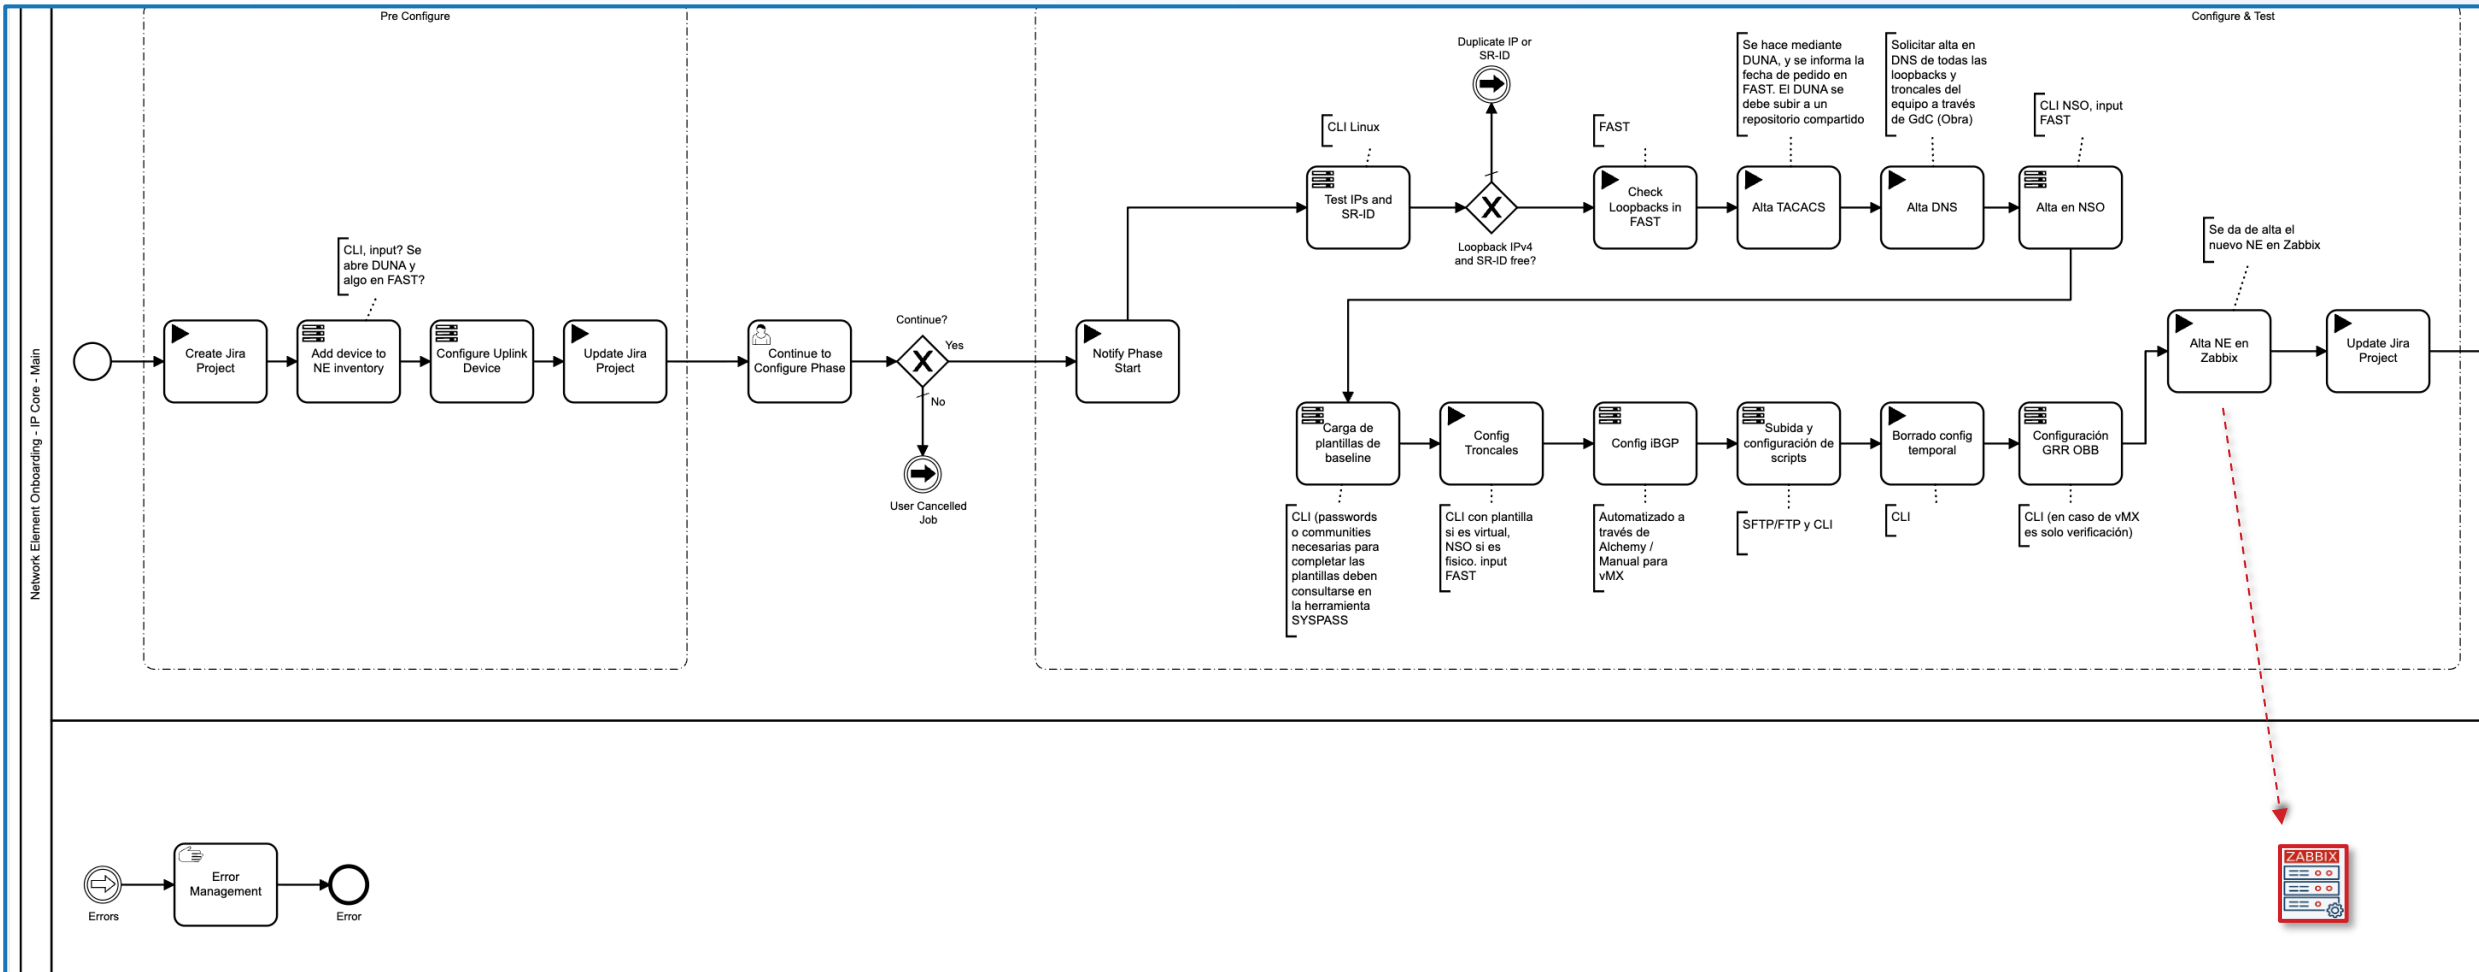 Pre Configure
Configure & Test
Network Element Onboarding - IP Core - Main
CLI, input? Se
abre DUNA y
algo en FAST?
Create Jira
Project
Add device to
NE inventory
Configure Uplink
Device
Update Jira
Project
Continue to
Configure Phase
Continue?
X
Yes
No
User Cancelled
Job
Notify Phase
Start
CLI Linux
Test IPs and
SR-ID
Duplicate IP or
SR-ID
X
Loopback IPv4
and SR-ID free?
FAST
Check
Loopbacks in
FAST
Se hace mediante
DUNA, y se informa la
fecha de pedido en
FAST. El DUNA se
debe subir a un
repositorio compartido
Alta TACACS
Solicitar alta en
DNS de todas las
loopbacks y
troncales del
equipo a través
de GdC (Obra)
Alta DNS
CLI NSO, input
FAST
Alta en NSO
Carga de
plantillas de
baseline
CLI (passwords
o communities
necesarias para
completar las
plantillas deben
consultarse en
la herramienta
SYSPASS
Config
Troncales
CLI con plantilla
si es virtual,
NSO si es
fisico. input
FAST
Config iBGP
Automatizado a
través de
Alchemy /
Manual para
vMX
Subida y
configuración de
scripts
SFTP/FTP y CLI
Borrado config
temporal
CLI
Configuración
GRR OBB
CLI (en caso de vMX
es solo verificación)
Se da de alta el
nuevo NE en Zabbix
Alta NE en
Zabbix
Update Jira
Project
Errors
Error
Management
Error
ZABBIX